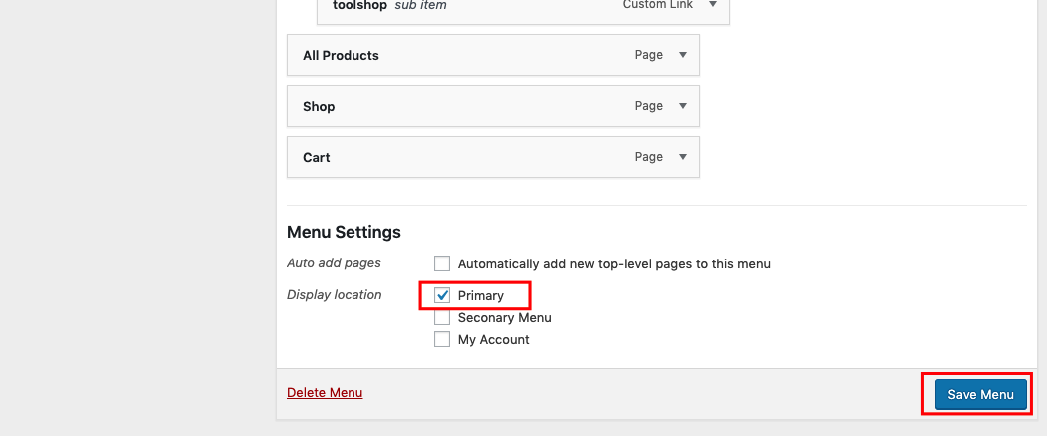 toolshop sub item Custom Link
All Products Page
Shop Page
Cart Page
Menu Settings
Auto add pages Automatically add new top-level pages to this menu
Display location Primary
Seconary Menu
My Account
Delete Menu Save Menu